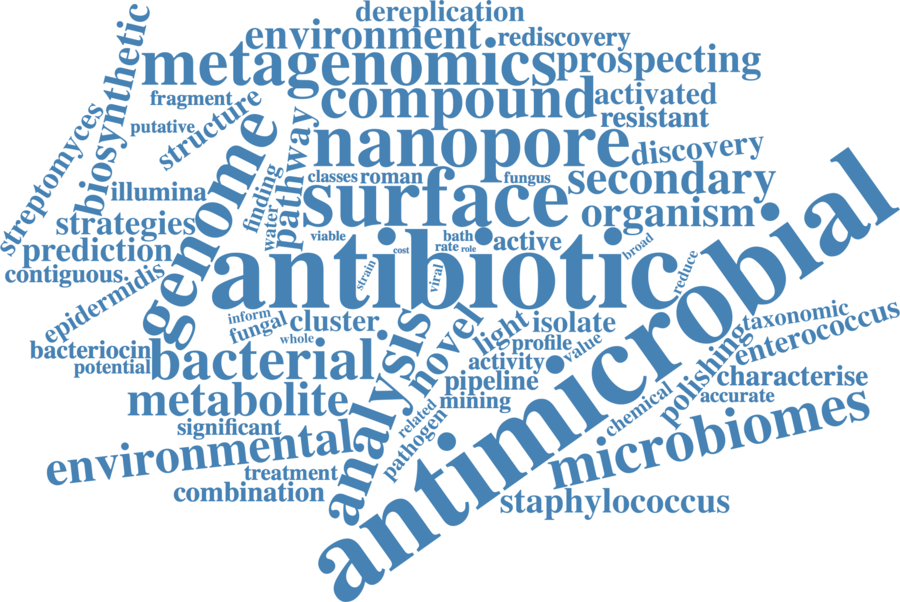 dereplication
environment.
rediscovery
metagenomics
prospecting
biosynthetic
fragment
compound
activated
streptomyces
putative
structure
resistant
genome
pathway
nanopore
discovery
illumina
finding
classes
roman
fungus
secondary
strategies
water
surface
organism
prediction
viable
bath
active
contiguous.
cost
rate
role
broad
epidermidis
antibiotic
strain
viral
reduce
antimicrobial
inform
fungal
cluster
whole
novel
light
isolate
taxonomic
enterococcus
bacteriocin
potential
bacterial
analysis
profile
value
activity
polishing
pipeline
characterise
metabolite
mining
chemical
accurate
significant
related
pathogen
microbiomes
environmental
treatment
combination
staphylococcus